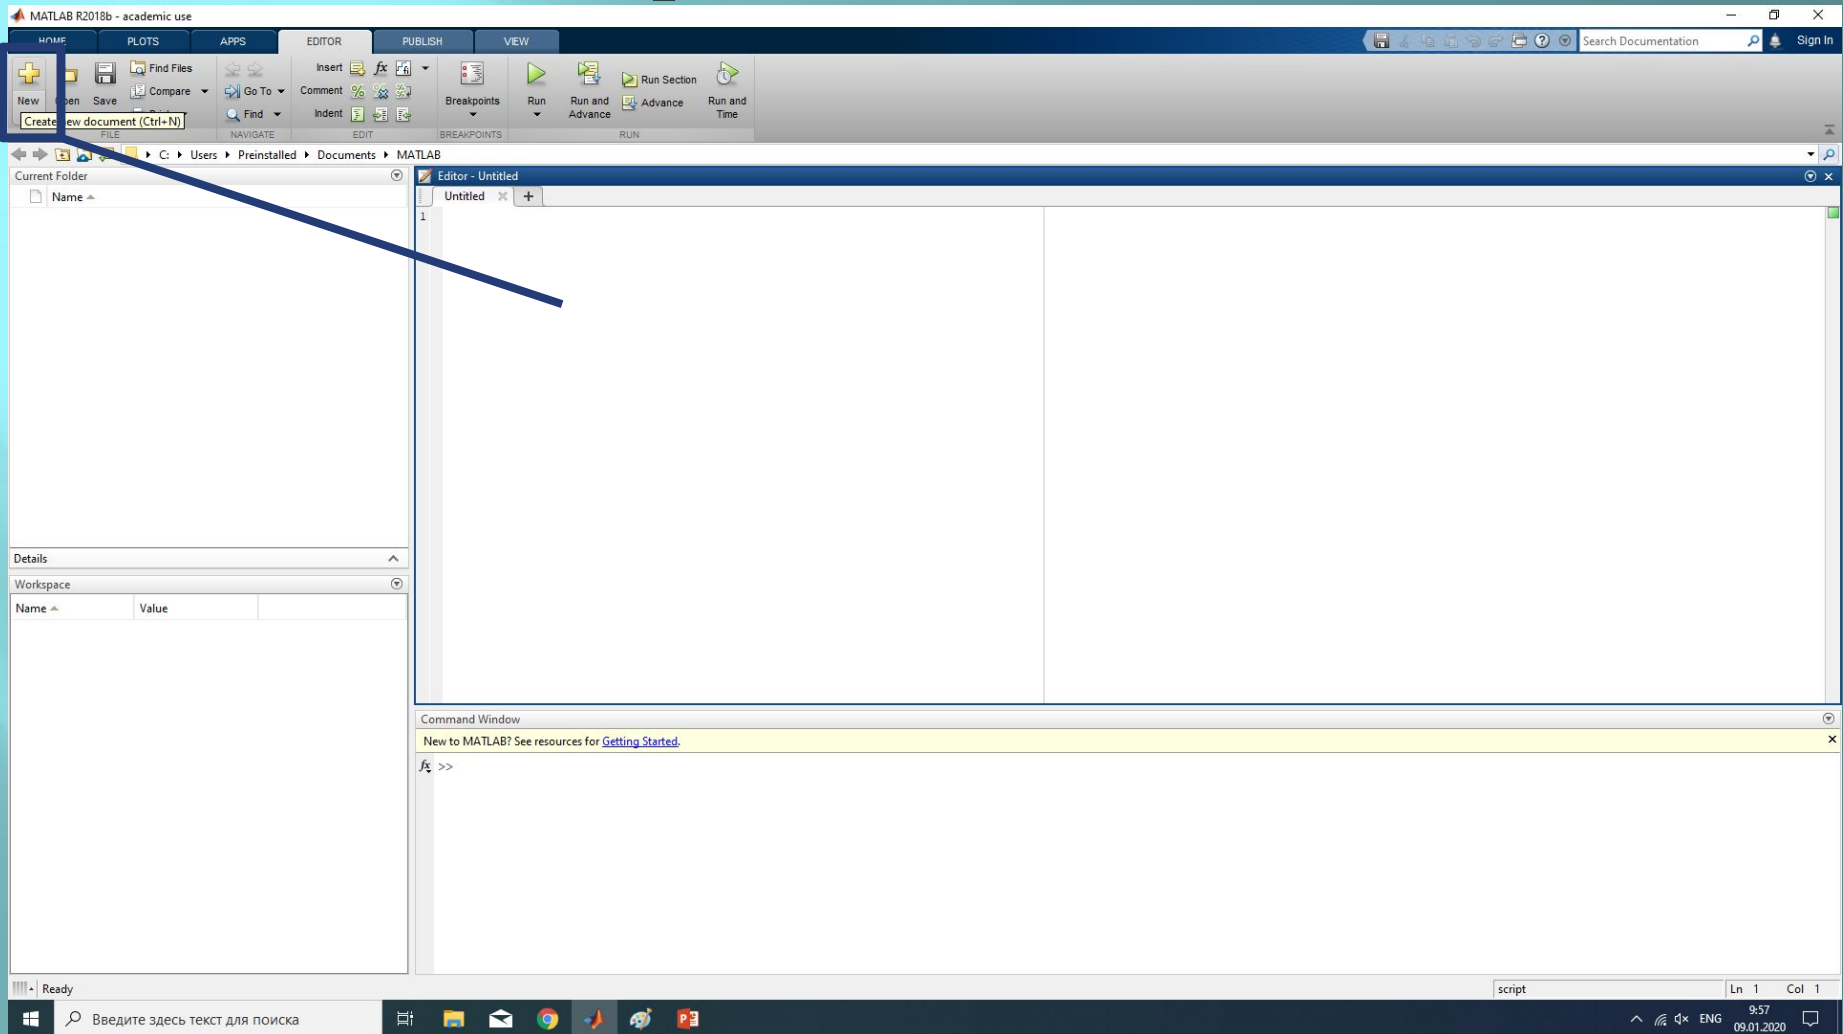 MATLAB R2018b - academic use
HOME PLOTS APPS EDITOR PUBLISH VIEW
Search Documentation Sign In
Find Files Insert fx
New Open Save Compare Go To Comment Breakpoints Run Run and Advance Run Section Advance Run and Time
Create new document (Ctrl+N) Find Indent
FILE NAVIGATE EDIT BREAKPOINTS RUN
C: Users Preinstalled Documents MATLAB
Current Folder
Name
Editor - Untitled
Untitled +
1
Details
Workspace
Name Value
Command Window
New to MATLAB? See resources for Getting Started.
fx >>
Ready script Ln 1 Col 1
Введите здесь текст для поиска ENG 9:57
09.01.2020